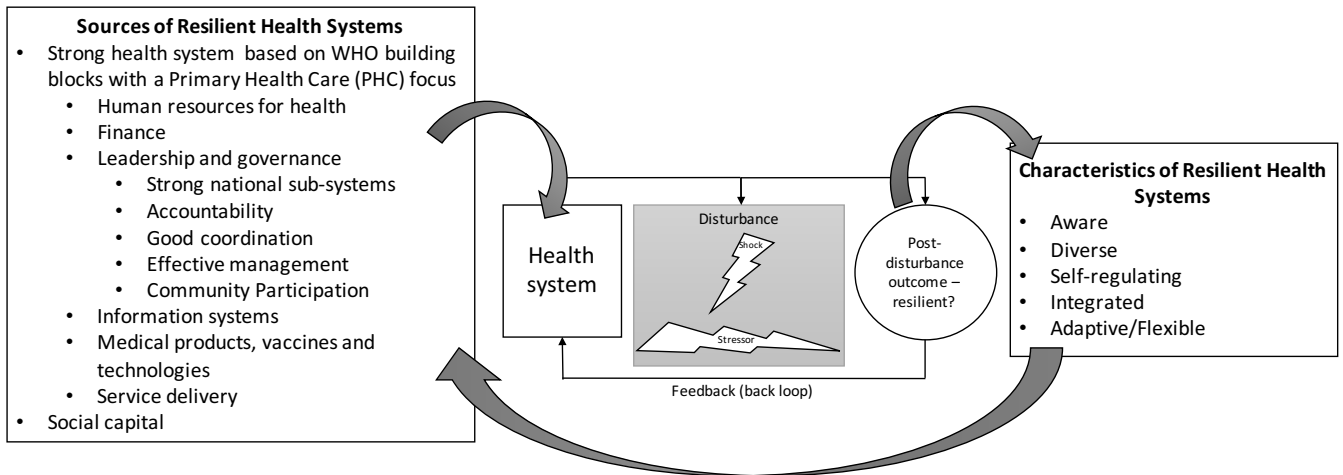 Sources of Resilient Health Systems
• Strong health system based on WHO building
blocks with a Primary Health Care (PHC) focus
• Human resources for health
• Finance
• Leadership and governance
• Strong national sub-systems
• Accountability
• Good coordination
• Effective management
• Community Participation
• Information systems
• Medical products, vaccines and
technologies
• Service delivery
• Social capital
Health
system
Disturbance
Shock
Stressor
Feedback (back loop)
Post-
disturbance
outcome –
resilient?
Characteristics of Resilient Health
Systems
• Aware
• Diverse
• Self-regulating
• Integrated
• Adaptive/Flexible